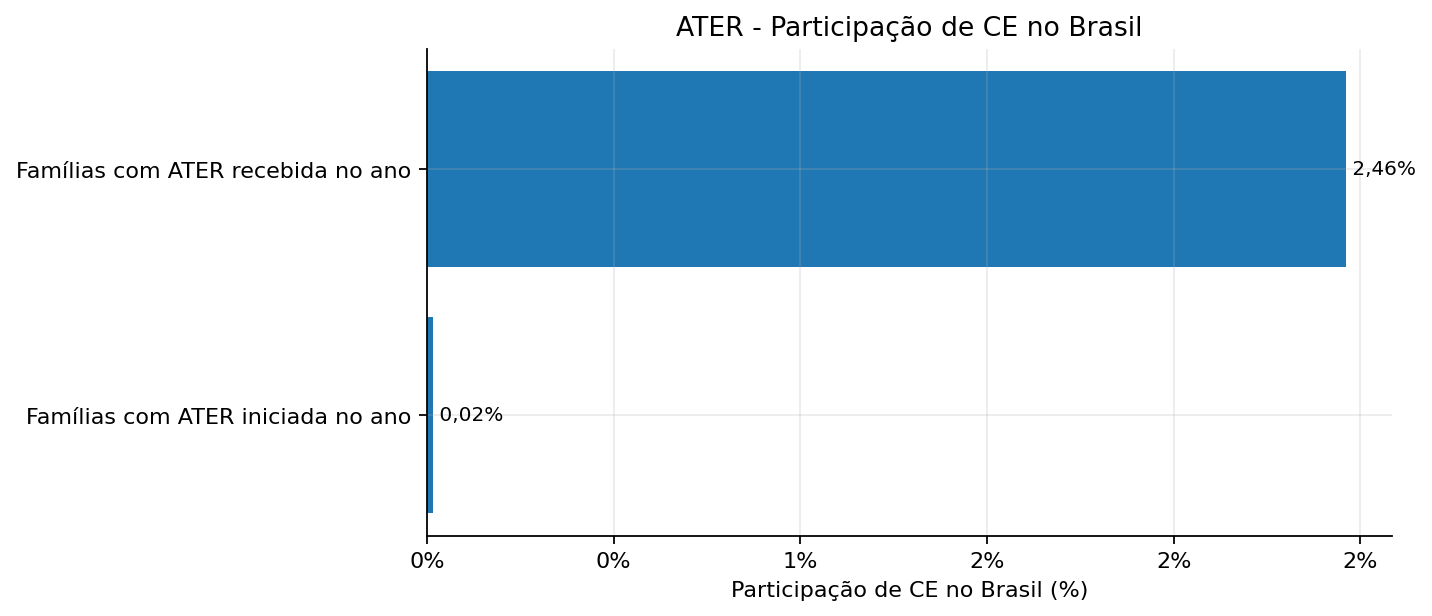 ATER - Participação de CE no Brasil
Famílias com ATER recebida no ano
2,46%
Famílias com ATER iniciada no ano
0,02%
0% 0% 1% 2% 2% 2%
Participação de CE no Brasil (%)